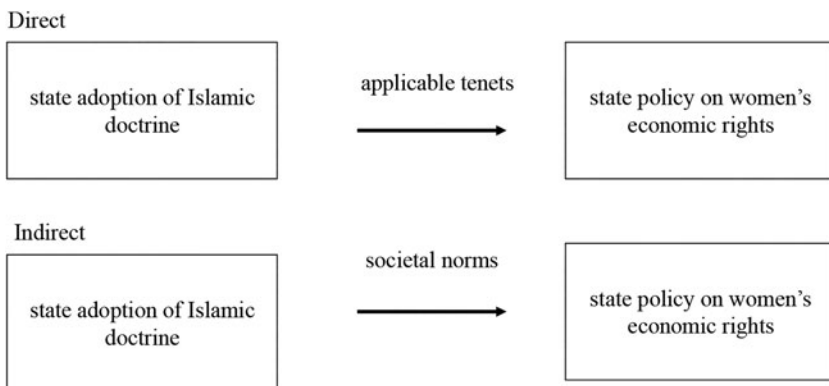 Direct
state adoption of Islamic
doctrine
applicable tenets
state policy on women's
economic rights
Indirect
state adoption of Islamic
doctrine
societal norms
state policy on women's
economic rights